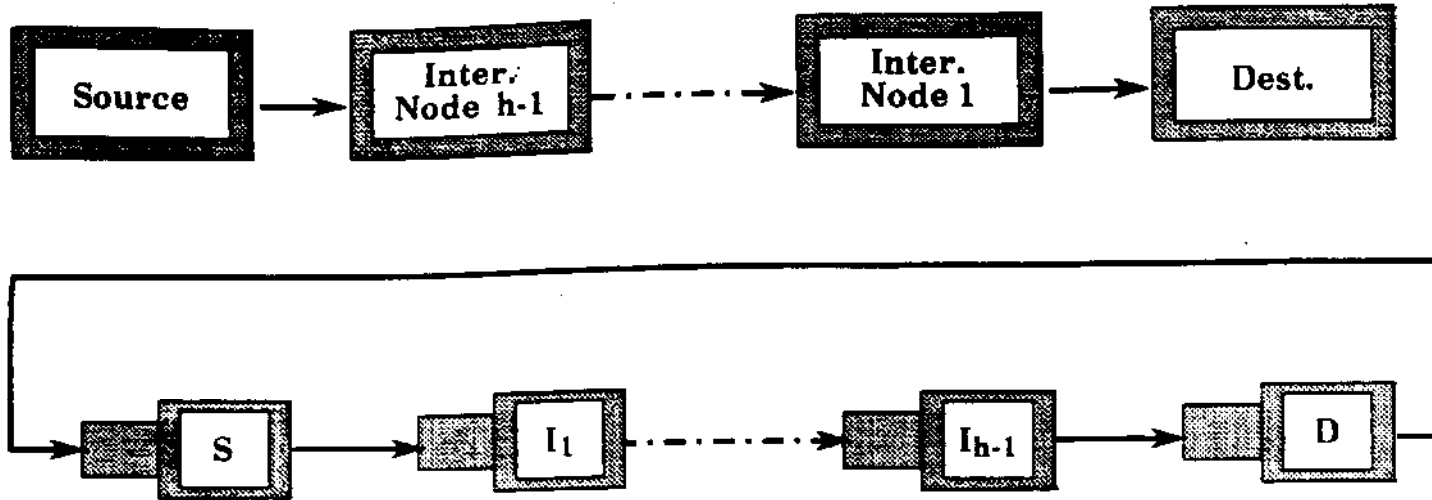 Source
Inter.
Node h-1
Inter.
Node 1
Dest.
S
I1
Ih-1
D